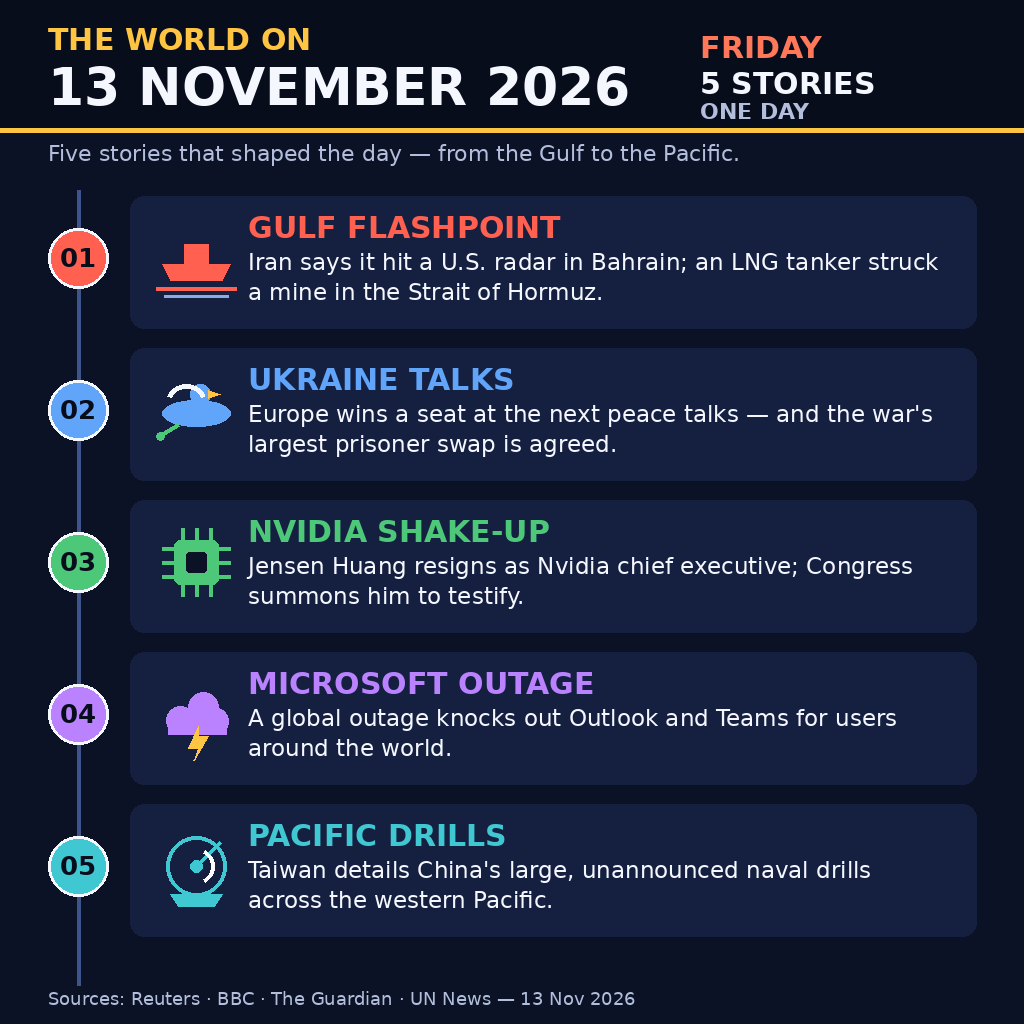 THE WORLD ON
13 NOVEMBER 2026
FRIDAY
5 STORIES
ONE DAY
Five stories that shaped the day — from the Gulf to the Pacific.
01
GULF FLASHPOINT
Iran says it hit a U.S. radar in Bahrain; an LNG tanker struck
a mine in the Strait of Hormuz.
02
UKRAINE TALKS
Europe wins a seat at the next peace talks — and the war's
largest prisoner swap is agreed.
03
NVIDIA SHAKE-UP
Jensen Huang resigns as Nvidia chief executive; Congress
summons him to testify.
04
MICROSOFT OUTAGE
A global outage knocks out Outlook and Teams for users
around the world.
05
PACIFIC DRILLS
Taiwan details China's large, unannounced naval drills
across the western Pacific.
Sources: Reuters · BBC · The Guardian · UN News — 13 Nov 2026